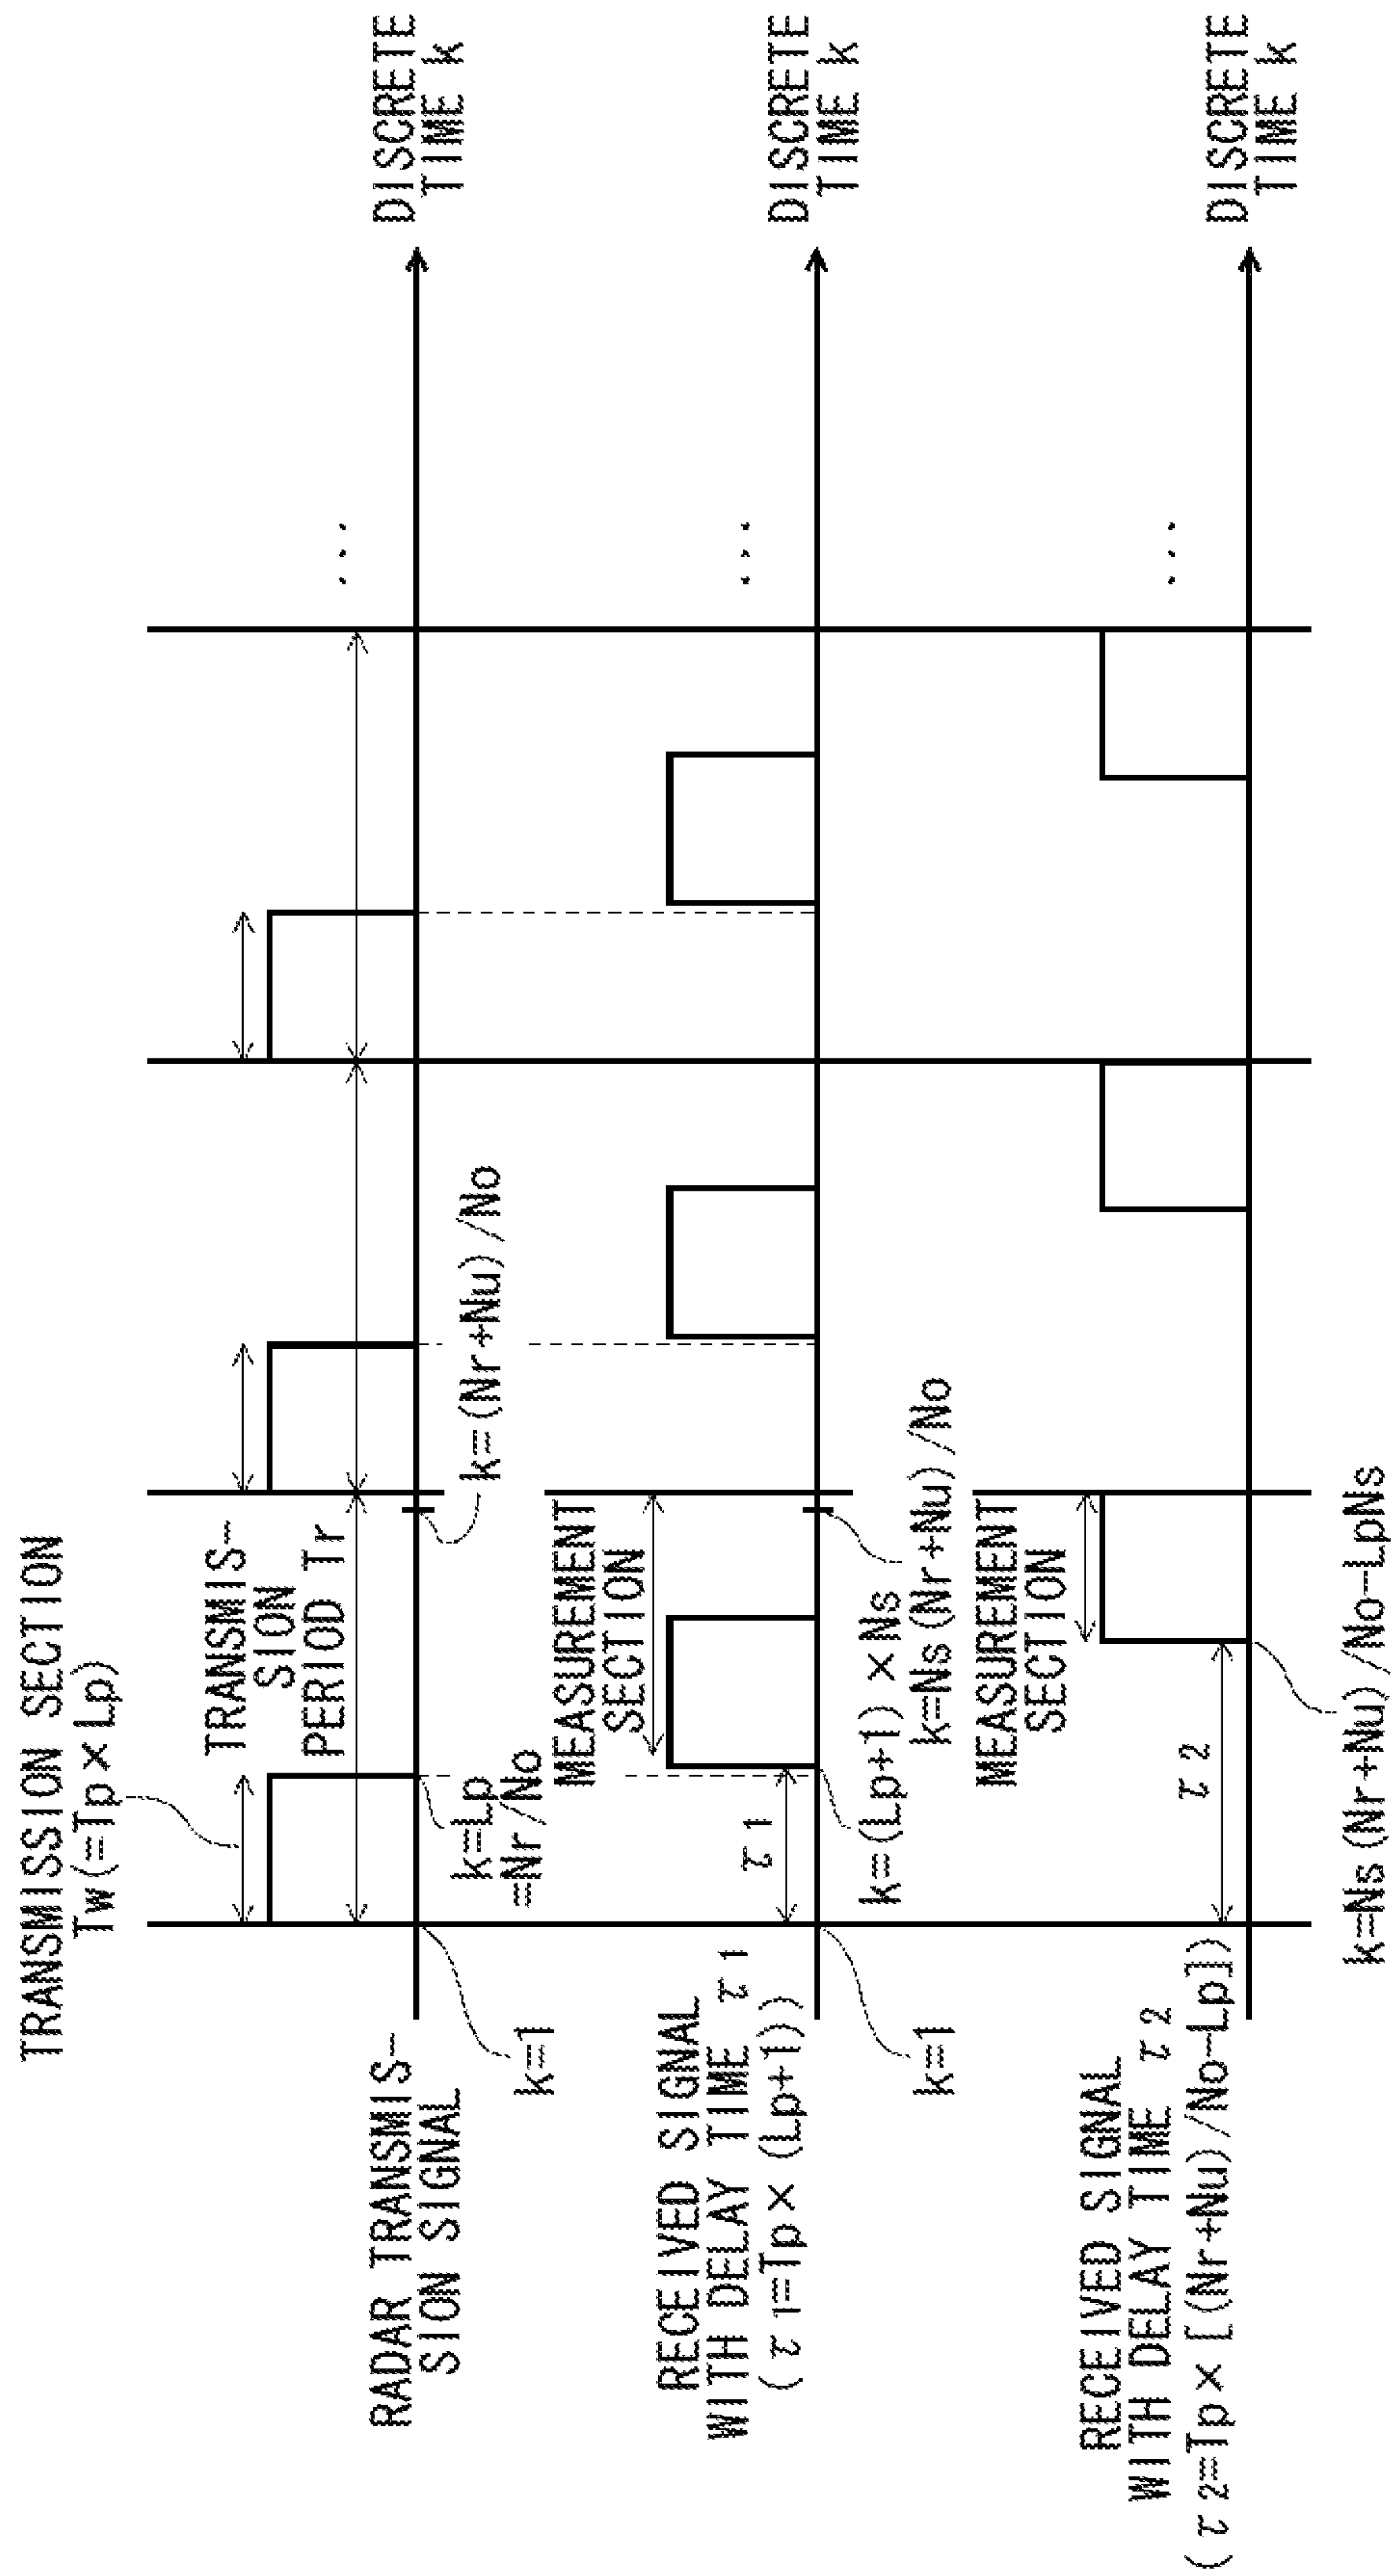 TRANSMISSION SECTION
Tw(=Tp×Lp)
TRANSMIS-
SION
PERIOD Tr
RADAR TRANSMIS-
SION SIGNAL
k=1
k=Lp
=Nr/No
k=(Nr+Nu)/No
...
DISCRETE
TIME k
MEASUREMENT
SECTION
RECEIVED SIGNAL
WITH DELAY TIME τ1
(τ1=Tp×(Lp+1))
τ1
k=1
k=(Lp+1)×Ns
k=Ns(Nr+Nu)/No
...
DISCRETE
TIME k
MEASUREMENT
SECTION
RECEIVED SIGNAL
WITH DELAY TIME τ2
(τ2=Tp×[(Nr+Nu)/No-Lp])
τ2
k=Ns(Nr+Nu)/No-LpNs
...
DISCRETE
TIME k